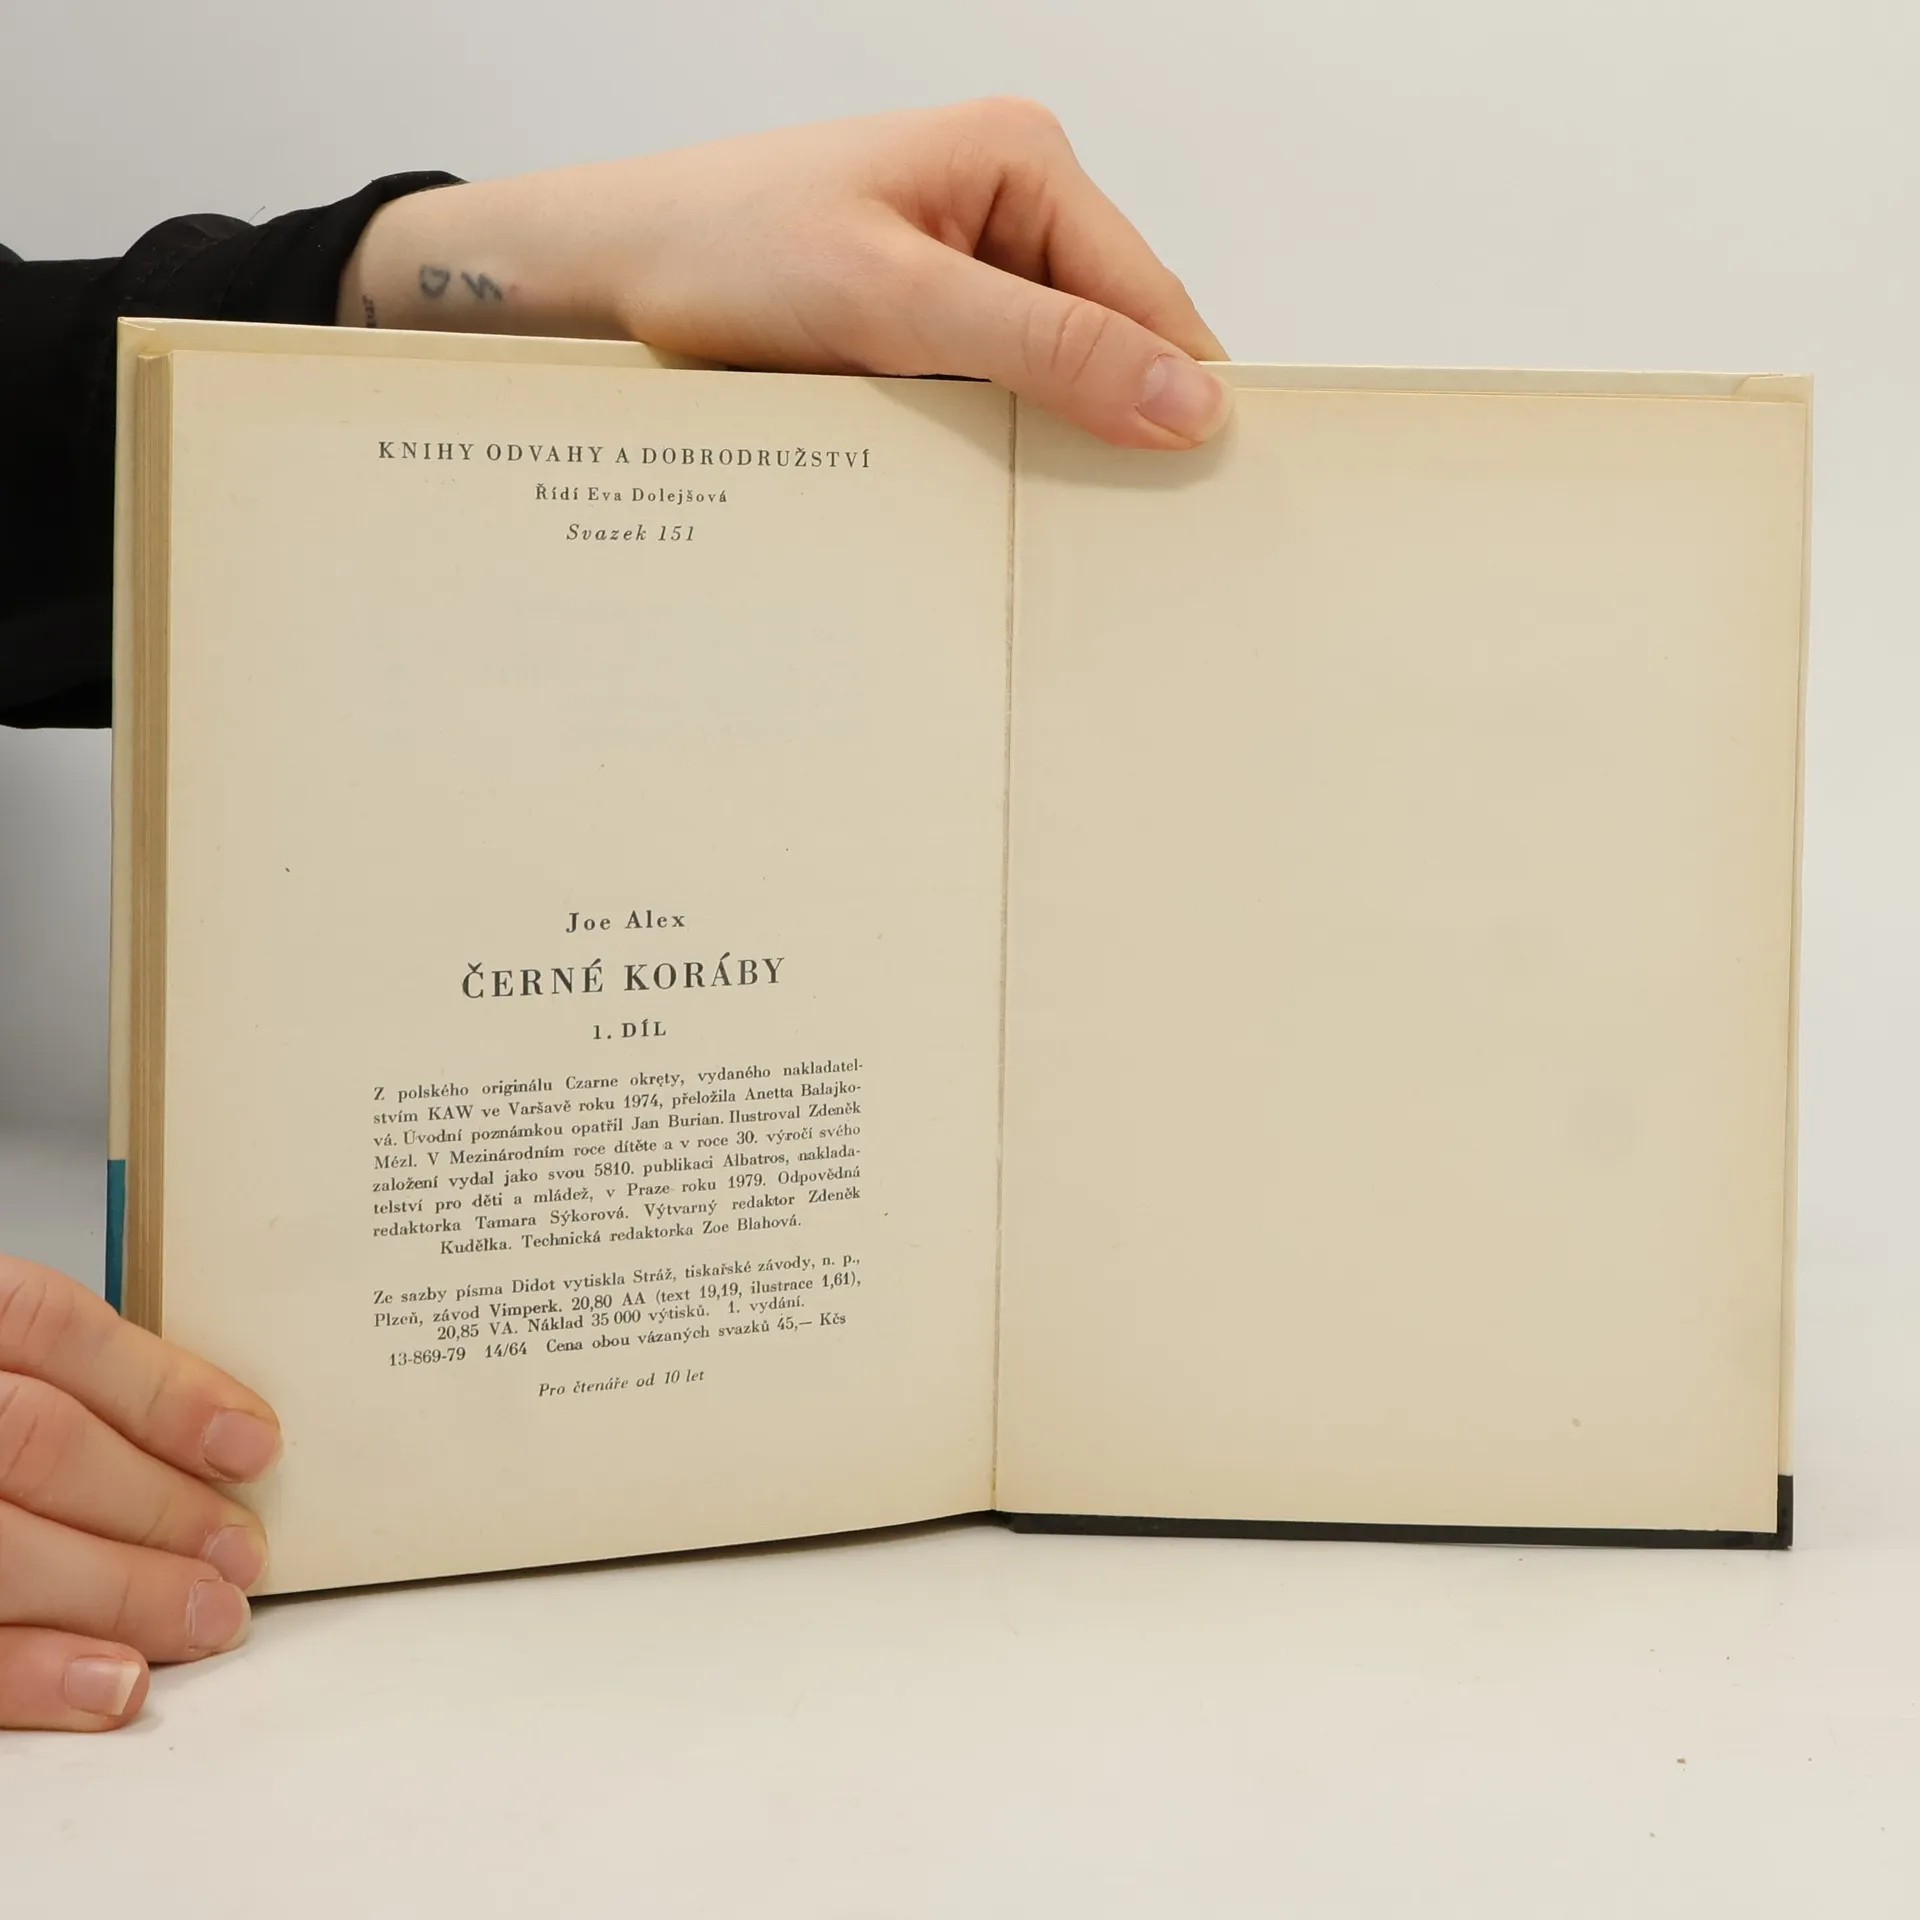 KNIHY ODVAHY A DOBRODRUŽSTVÍ
Řídí Eva Dolejšová
Svazek 151
Joe Alex
ČERNÉ KORÁBY
1. DÍL
Z polského originálu Czarne okręty, vydaného nakladatel-
stvím KAW ve Varšavě roku 1974, přeložila Anetta Balajko-
vá. Úvodní poznámkou opatřil Jan Burian. Ilustroval Zdeněk
Mézl. V Mezinárodním roce dítěte a v roce 30. výročí svého
založení vydal jako svou 5810. publikaci Albatros, naklada-
telství pro děti a mládež, v Praze roku 1979. Odpovědná
redaktorka Tamara Sýkorová. Výtvarný redaktor Zdeněk
Kudělka. Technická redaktorka Zoe Blahová.
Ze sazby písma Didot vytiskla Stráž, tiskařské závody, n. p.,
Plzeň, závod Vimperk. 20,80 AA (text 19,19, ilustrace 1,61),
20,85 VA. Náklad 35 000 výtisků. 1. vydání.
13-869-79 14/64 Cena obou vázaných svazků 45,— Kčs
Pro čtenáře od 10 let